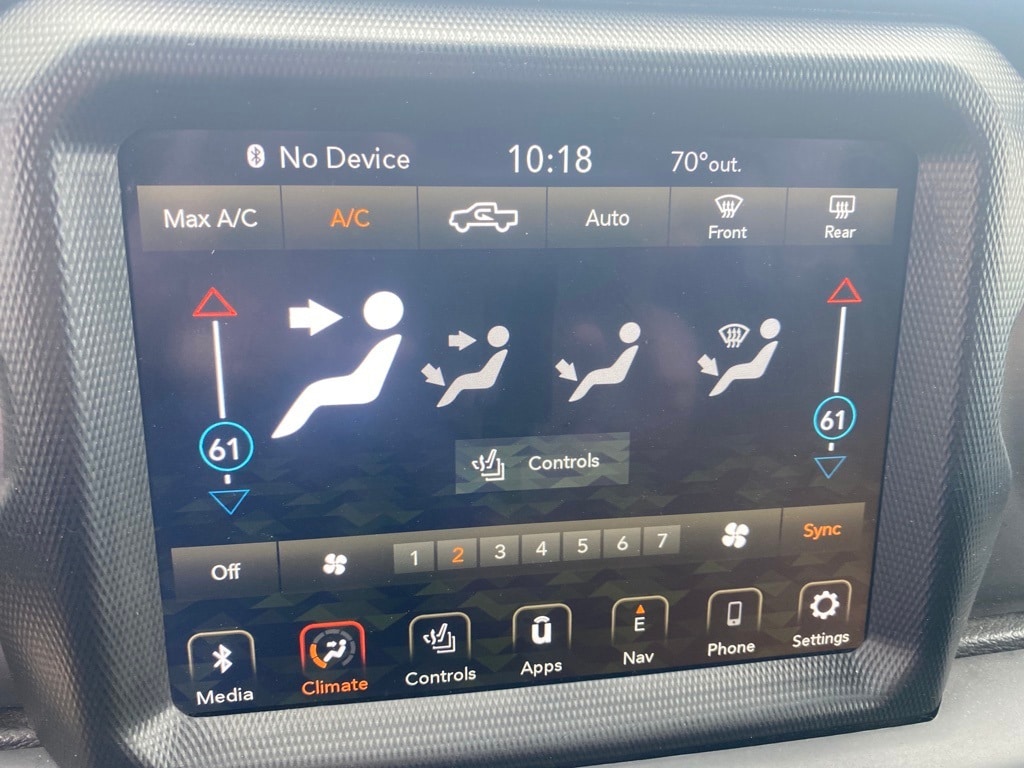 No Device 10:18 70°out.
Max A/C A/C Auto Front Rear
61 61
Controls
Off 1 2 3 4 5 6 7 Sync
Media Climate Controls Apps E Nav Phone Settings